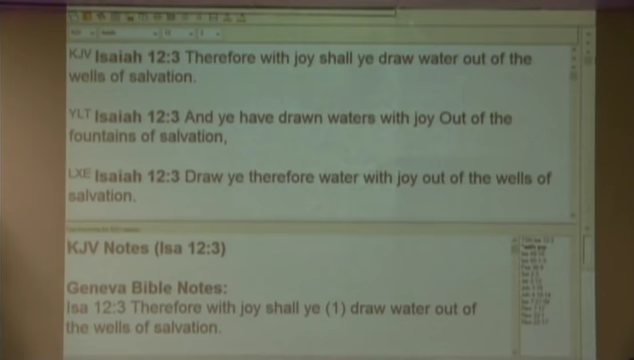 KJV Isaiah 12:3 Therefore with joy shall ye draw water out of the
wells of salvation.
YLT Isaiah 12:3 And ye have drawn waters with joy Out of the
fountains of salvation,
LXE Isaiah 12:3 Draw ye therefore water with joy out of the wells of
salvation.
KJV Notes (Isa 12:3)
Geneva Bible Notes:
Isa 12:3 Therefore with joy shall ye (1) draw water out of
the wells of salvation.